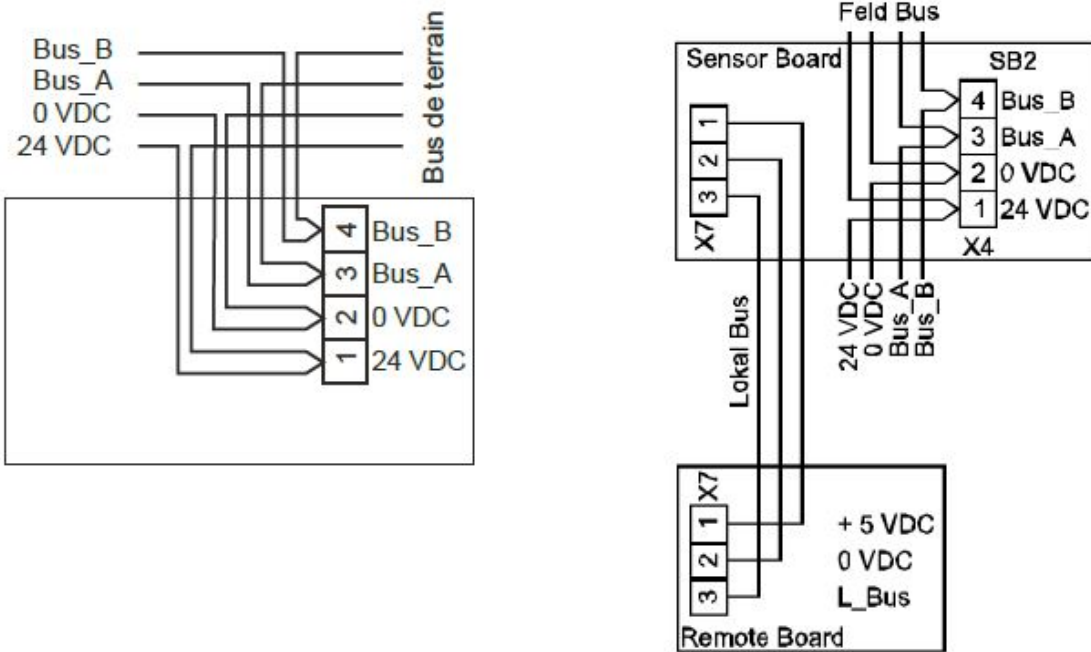 Bus_B
Bus_A
0 VDC
24 VDC
Bus de terrain
4 Bus_B
3 Bus_A
2 0 VDC
1 24 VDC
Feld Bus
Sensor Board
SB2
1
2
3
X7
4 Bus_B
3 Bus_A
2 0 VDC
1 24 VDC
X4
24 VDC
0 VDC
Bus_A
Bus_B
Lokal Bus
X7
1 + 5 VDC
2 0 VDC
3 L_Bus
Remote Board